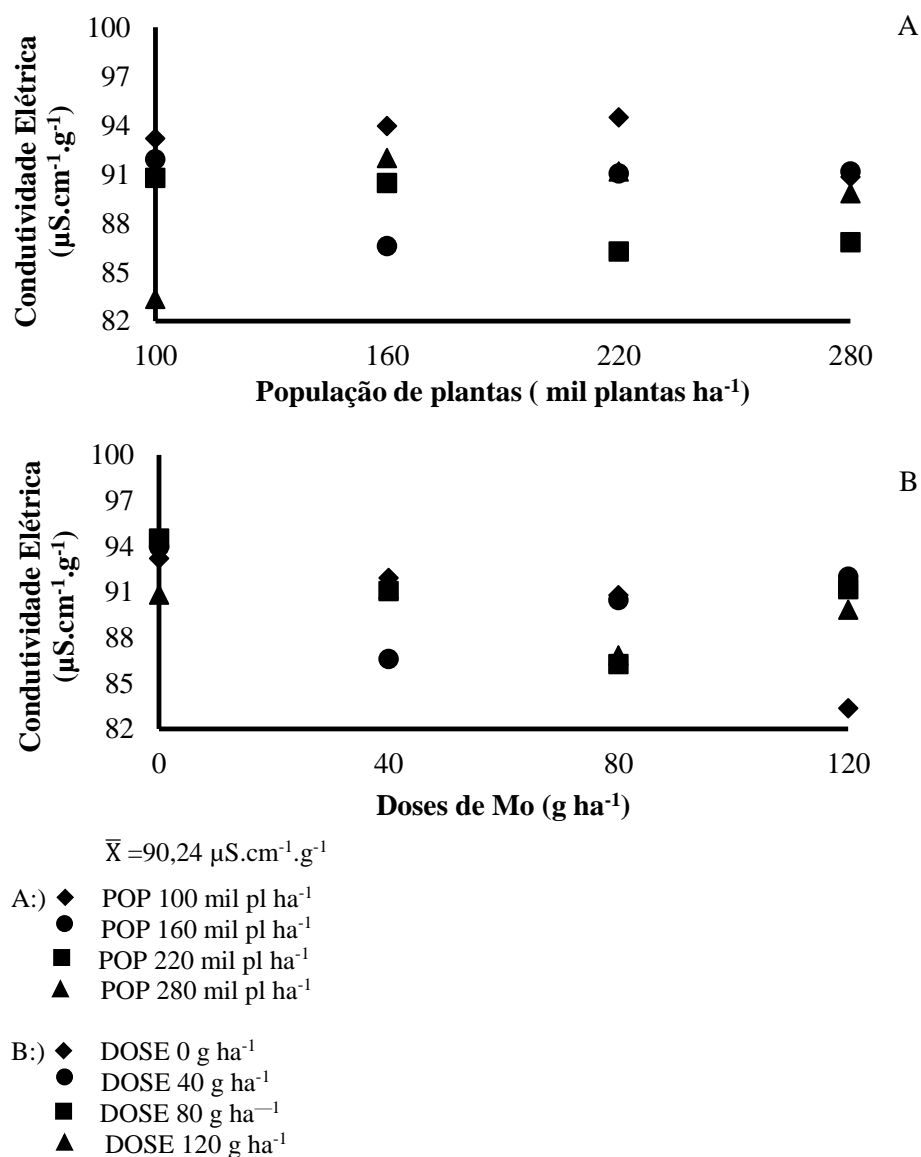 A
Condutividade Elétrica
(µS.cm⁻¹.g⁻¹)
100
97
94
91
88
85
82
100 160 220 280
População de plantas ( mil plantas ha⁻¹)
B
Condutividade Elétrica
(µS.cm⁻¹.g⁻¹)
100
97
94
91
88
85
82
0 40 80 120
Doses de Mo (g ha⁻¹)
X̅ =90,24 µS.cm⁻¹.g⁻¹
A:) ◆ POP 100 mil pl ha⁻¹
● POP 160 mil pl ha⁻¹
■ POP 220 mil pl ha⁻¹
▲ POP 280 mil pl ha⁻¹
B:) ◆ DOSE 0 g ha⁻¹
● DOSE 40 g ha⁻¹
■ DOSE 80 g ha⁻¹
▲ DOSE 120 g ha⁻¹